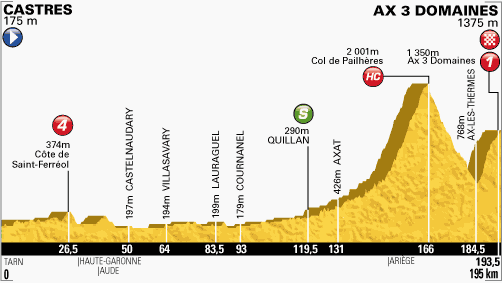 CASTRES
175 m
AX 3 DOMAINES
1375 m
1
2 001m
Col de Pailhères
1 350m
Ax 3 Domaines
HC
4
374m
Côte de
Saint-Ferréol
197m CASTELNAUDARY
194m VILLASAVARY
199m LAURAGUEL
179m COURNANEL
S
290m
QUILLAN
426m AXAT
768m AX-LES-THERMES
26,5 50 64 83,5 93 119,5 131 166 184,5 193,5
TARN |HAUTE-GARONNE |AUDE |ARIÈGE
0 195 km